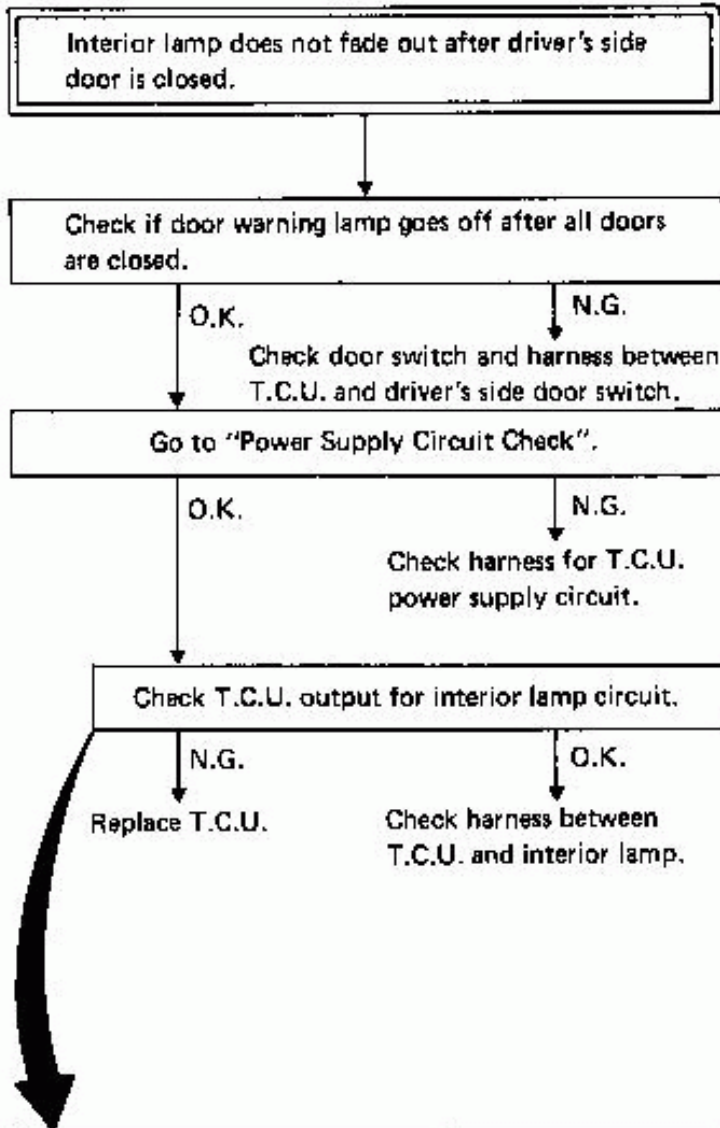 Interior lamp does not fade out after driver's side
door is closed.
Check if door warning lamp goes off after all doors
are closed.
O.K.
N.G.
Check door switch and harness between
T.C.U. and driver's side door switch.
Go to "Power Supply Circuit Check".
O.K.
N.G.
Check harness for T.C.U.
power supply circuit.
Check T.C.U. output for interior lamp circuit.
N.G.
O.K.
Replace T.C.U.
Check harness between
T.C.U. and interior lamp.